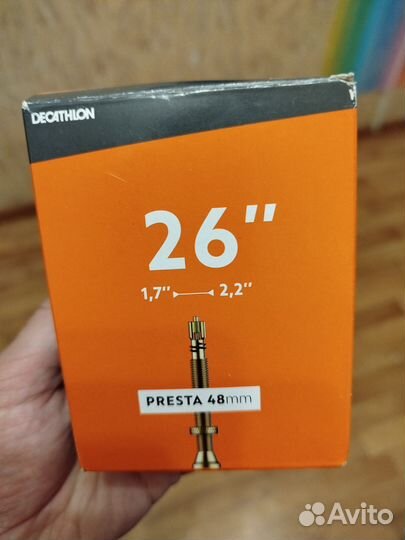 DECATHLON
26"
1,7" 2,2"
PRESTA 48mm
Avito